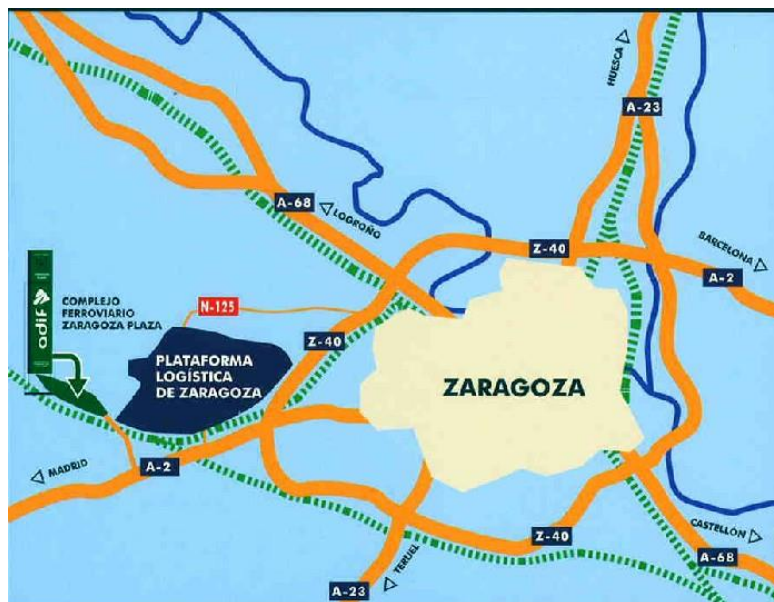 HUESCA
A-23
A-68
LOGROÑO
BARCELONA
Z-40
A-2
adif
COMPLEJO
FERROVIARIO
ZARAGOZA PLAZA
N-125
Z-40
PLATAFORMA
LOGÍSTICA
DE ZARAGOZA
Z-40
ZARAGOZA
MADRID
A-2
Z-40
CASTELLÓN
A-68
TERUEL
A-23